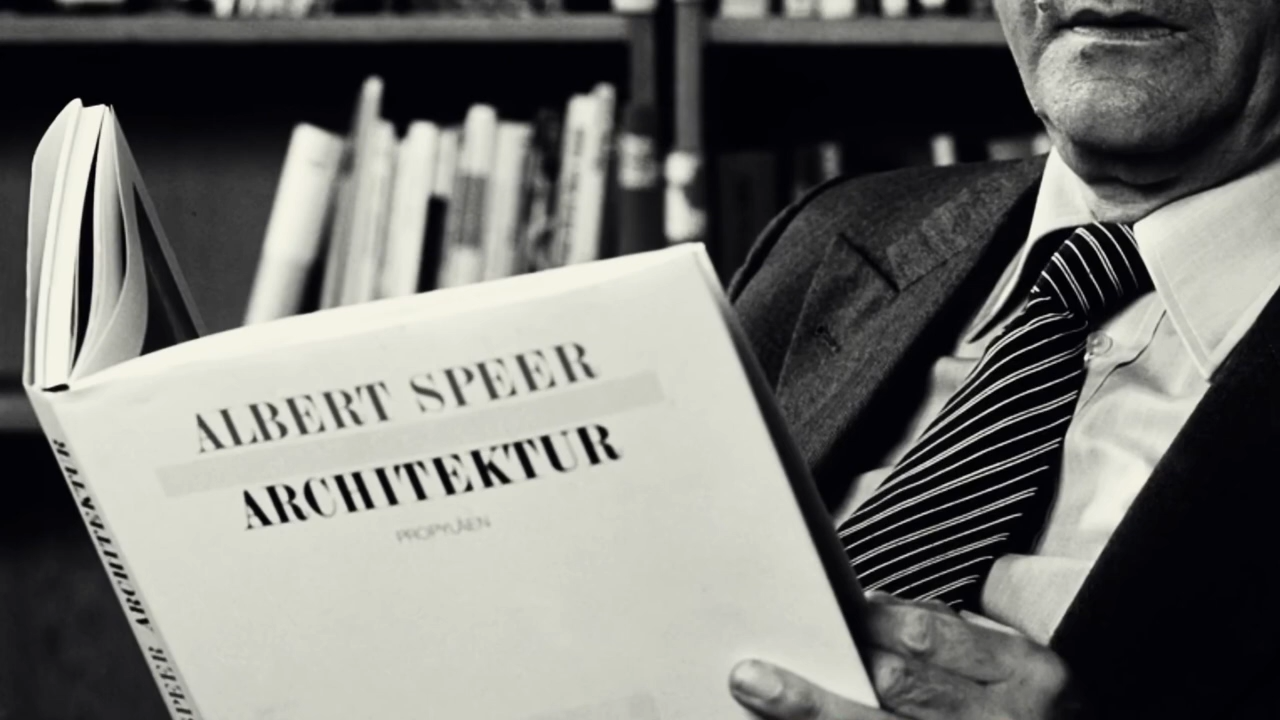 ALBERT SPEER
ARCHITEKTUR
PROPYLÄEN
SPEER ARCHITEKTUR